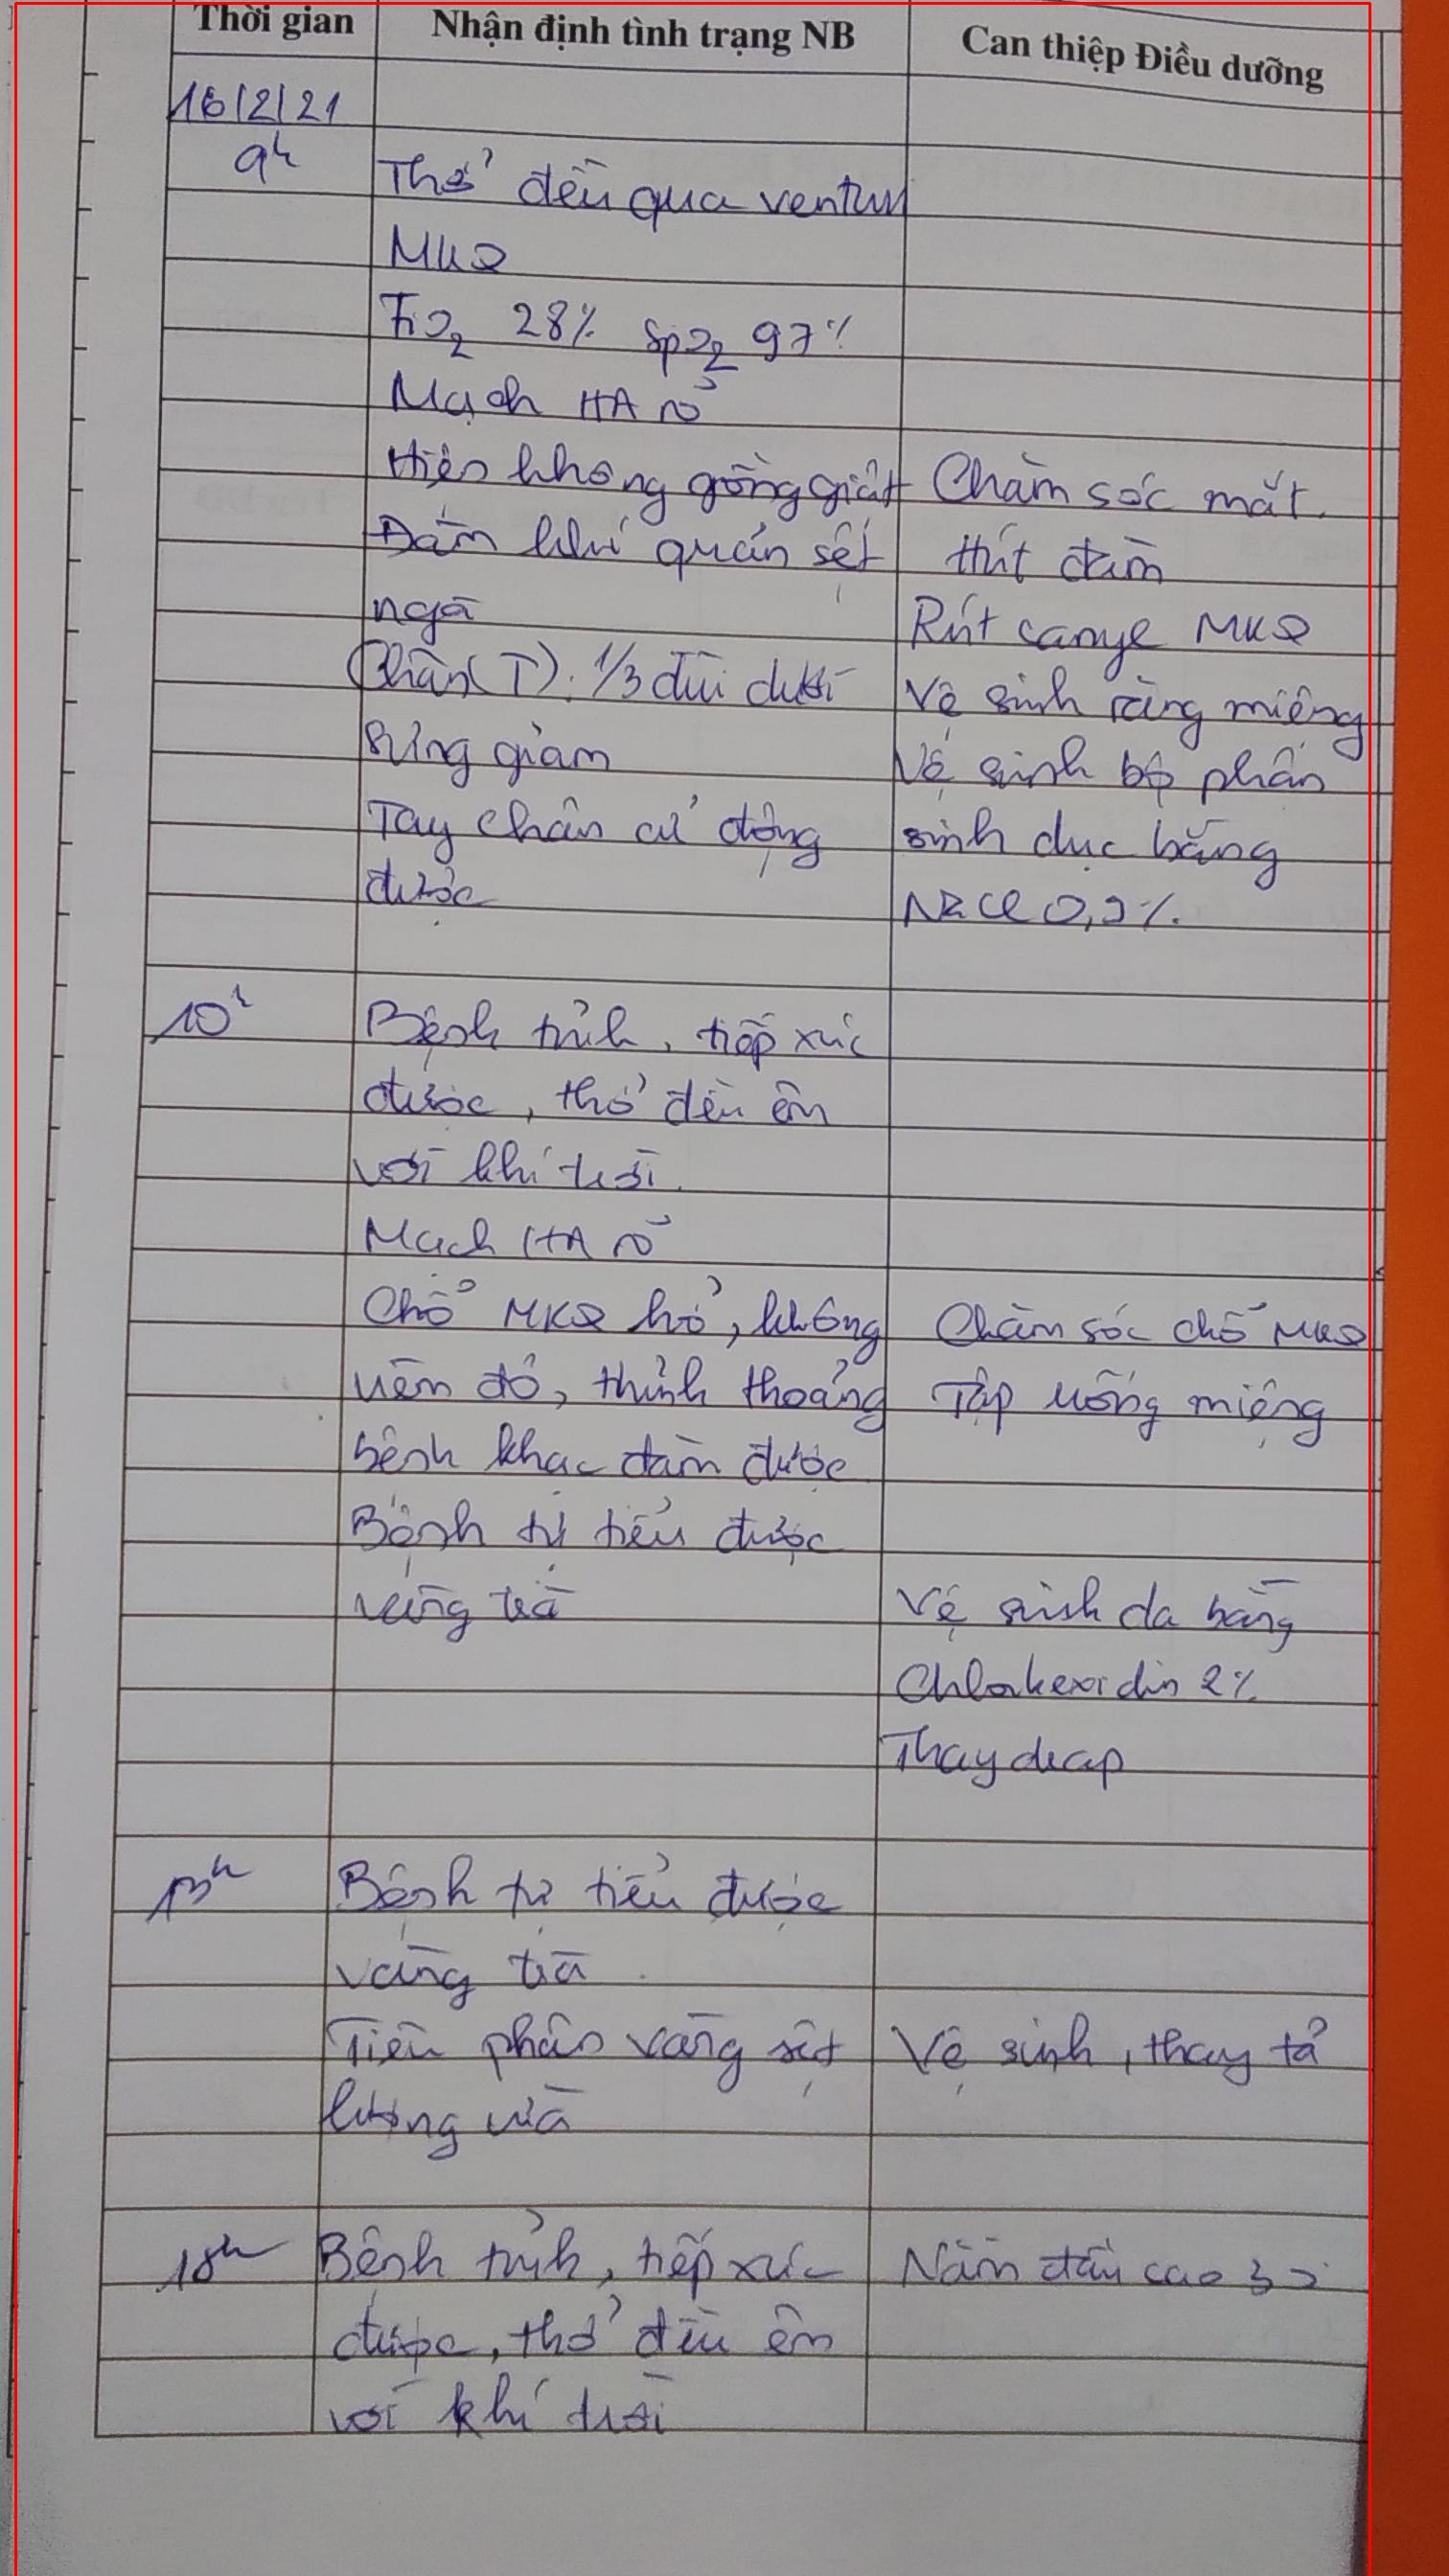 Thời gian Nhận định tình trạng NB Can thiệp Điều dưỡng
16/2/21
9h Thở đều qua ventury
MKQ
FiO2 28% SpO2 97%
Mạch HA rõ
Hiện không gồng giật Chăm sóc mắt.
Đàm khí quản sệt hút đàm
ngà Rút canyl MKQ
Chân (T). 1/3 đùi dưới Vệ sinh răng miệng
sưng giảm Vệ sinh bộ phận
Tay chân cử động sinh dục bằng
được NaCl 0,9%.
10h Bệnh tỉnh, tiếp xúc
được, thở đều êm
với khí trời.
Mạch HA rõ
Chỗ MKQ hở, không Chăm sóc chỗ MKQ
viêm đỏ, thỉnh thoảng Tập uống miệng
bệnh khạc đàm được
Bệnh tự tiểu được
vàng trà Vệ sinh da bằng
Chlohexidin 2%
Thay drap
13h Bệnh tự tiểu được
vàng trà.
Tiêu phân vàng sệt Vệ sinh, thay tả
lượng vừa
18h Bệnh tỉnh, tiếp xúc Nằm đầu cao 30°
được, thở đều êm
với khí trời